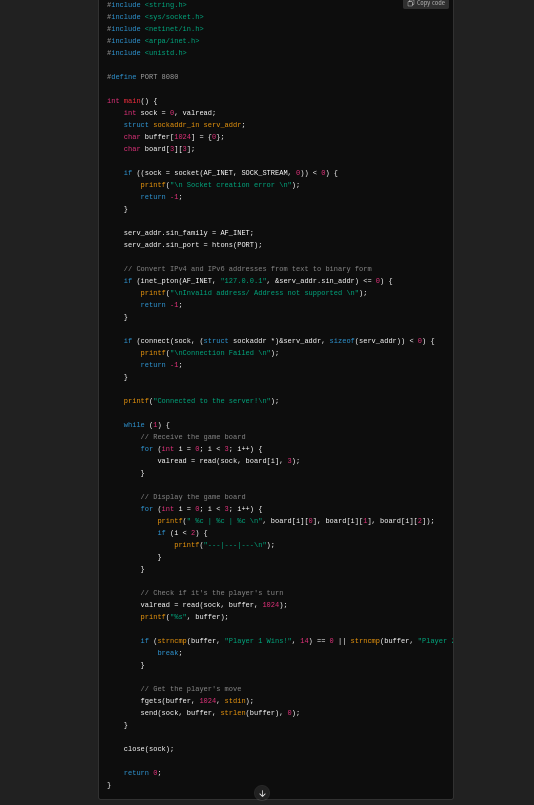 Copy code
#include <string.h>
#include <sys/socket.h>
#include <netinet/in.h>
#include <arpa/inet.h>
#include <unistd.h>

#define PORT 8080

int main() {
    int sock = 0, valread;
    struct sockaddr_in serv_addr;
    char buffer[1024] = {0};
    char board[3][3];

    if ((sock = socket(AF_INET, SOCK_STREAM, 0)) < 0) {
        printf("\n Socket creation error \n");
        return -1;
    }

    serv_addr.sin_family = AF_INET;
    serv_addr.sin_port = htons(PORT);

    // Convert IPv4 and IPv6 addresses from text to binary form
    if (inet_pton(AF_INET, "127.0.0.1", &serv_addr.sin_addr) <= 0) {
        printf("\nInvalid address/ Address not supported \n");
        return -1;
    }

    if (connect(sock, (struct sockaddr *)&serv_addr, sizeof(serv_addr)) < 0) {
        printf("\nConnection Failed \n");
        return -1;
    }

    printf("Connected to the server!\n");

    while (1) {
        // Receive the game board
        for (int i = 0; i < 3; i++) {
            valread = read(sock, board[i], 3);
        }

        // Display the game board
        for (int i = 0; i < 3; i++) {
            printf(" %c | %c | %c \n", board[i][0], board[i][1], board[i][2]);
            if (i < 2) {
                printf("---|---|---\n");
            }
        }

        // Check if it's the player's turn
        valread = read(sock, buffer, 1024);
        printf("%s", buffer);

        if (strncmp(buffer, "Player 1 Wins!", 14) == 0 || strncmp(buffer, "Player
            break;
        }

        // Get the player's move
        fgets(buffer, 1024, stdin);
        send(sock, buffer, strlen(buffer), 0);
    }

    close(sock);

    return 0;
}